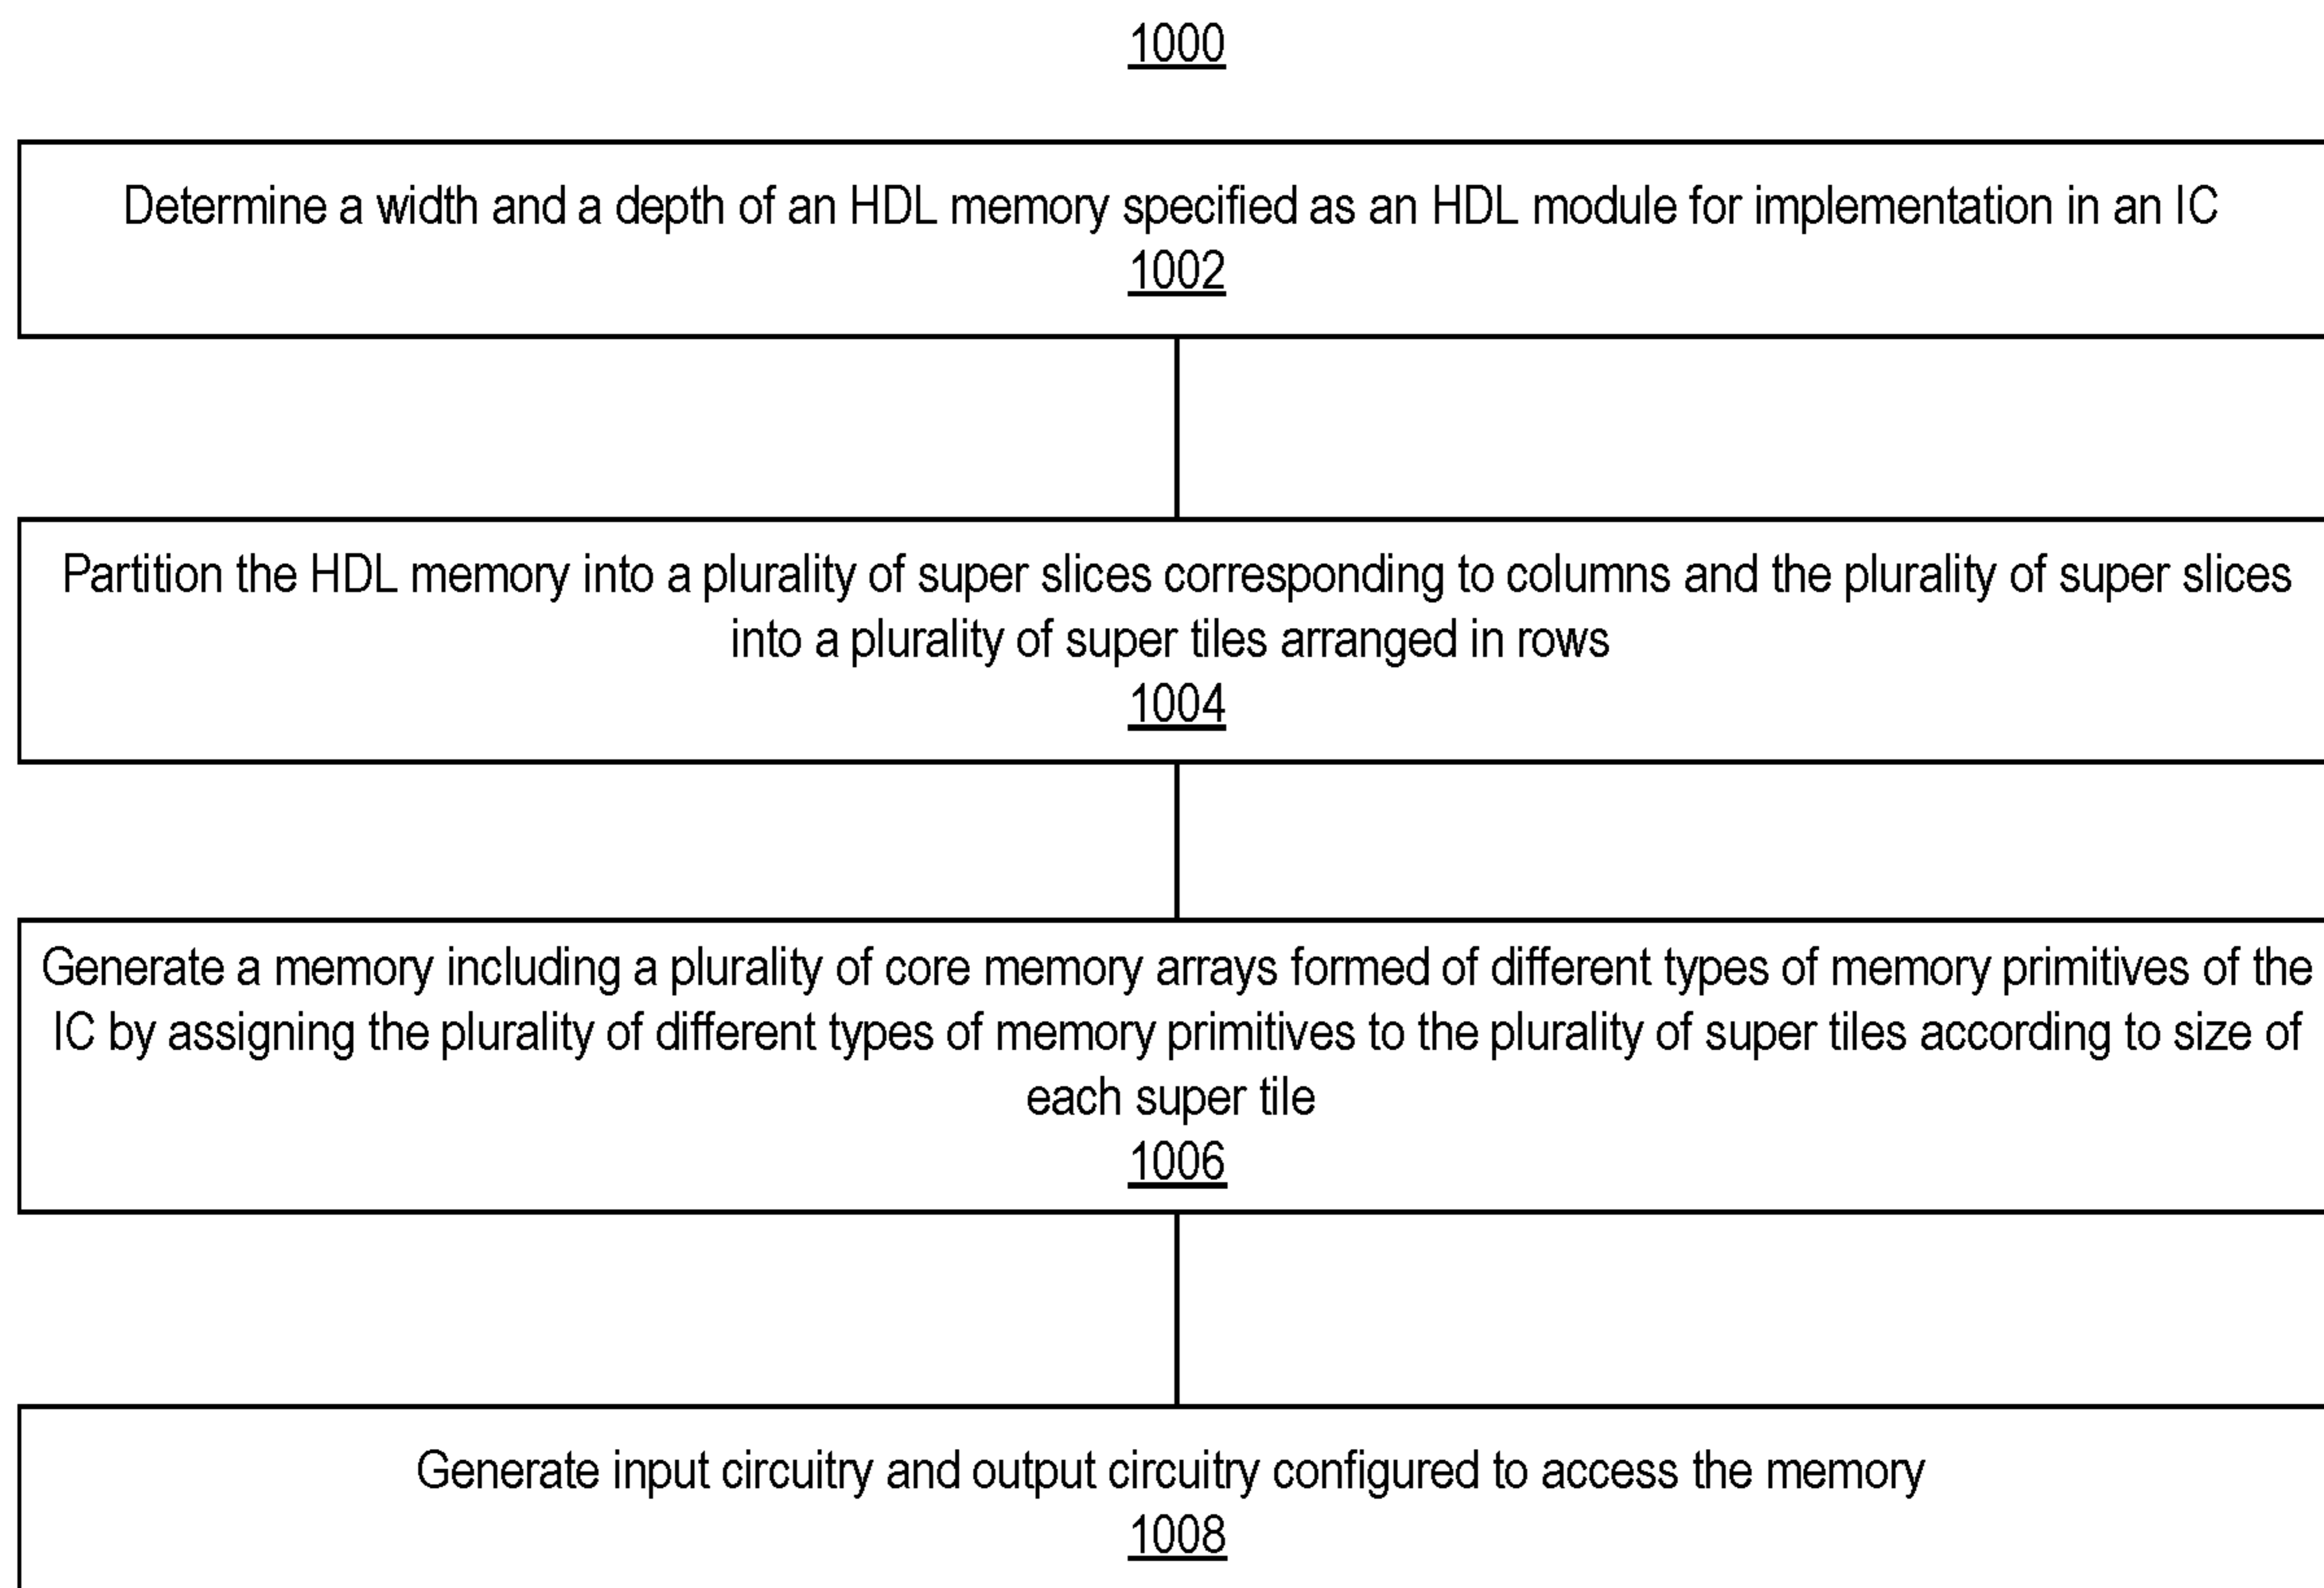 1000
Determine a width and a depth of an HDL memory specified as an HDL module for implementation in an IC
1002
Partition the HDL memory into a plurality of super slices corresponding to columns and the plurality of super slices
into a plurality of super tiles arranged in rows
1004
Generate a memory including a plurality of core memory arrays formed of different types of memory primitives of the
IC by assigning the plurality of different types of memory primitives to the plurality of super tiles according to size of
each super tile
1006
Generate input circuitry and output circuitry configured to access the memory
1008